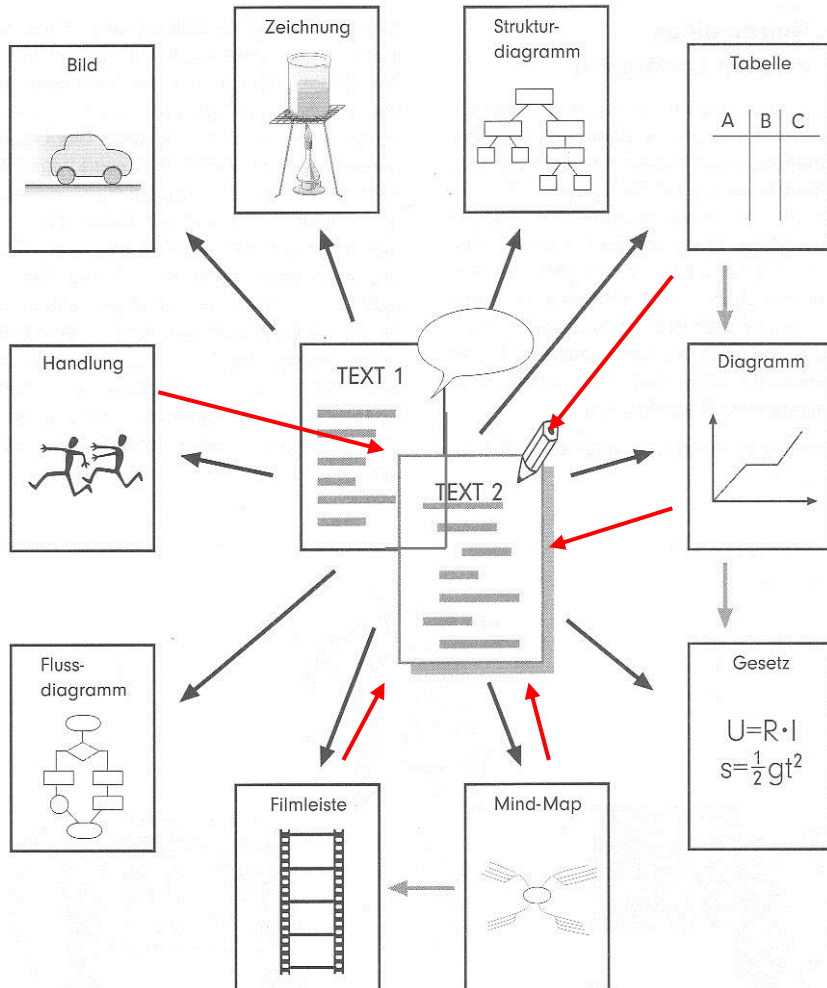 Bild
Zeichnung
Struktur-
diagramm
Tabelle
A B C
Handlung
TEXT 1
Diagramm
TEXT 2
Fluss-
diagramm
Gesetz
U=R·I
s=½gt²
Filmleiste
Mind-Map